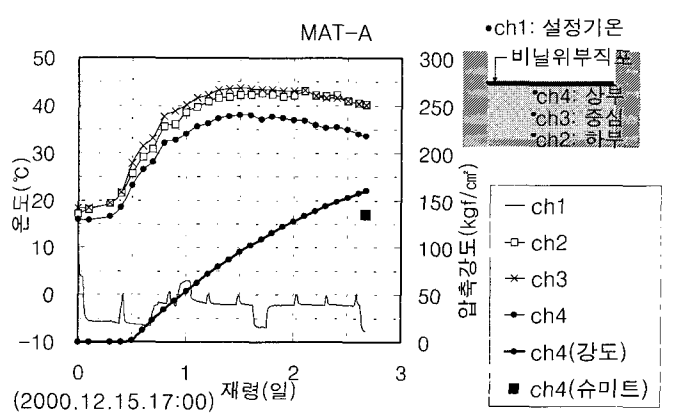 MAT-A
•ch1: 설정기온
비닐위부직포
•ch4: 상부
•ch3: 중심
•ch2: 하부
50
40
30
20
10
0
-10
온도(℃)
300
250
200
150
100
50
0
압축강도(kgf/㎠)
0
1
2
3
재령(일)
(2000.12.15.17:00)
ch1
ch2
ch3
ch4
ch4(강도)
ch4(슈미트)